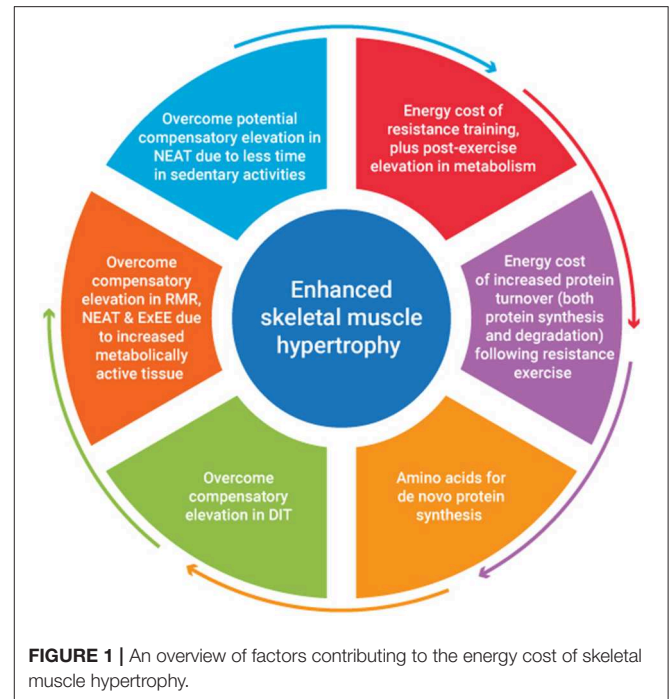 Overcome potential
compensatory elevation in
NEAT due to less time
in sedentary activities
Energy cost of
resistance training,
plus post-exercise
elevation in metabolism
Overcome
compensatory
elevation in RMR,
NEAT & ExEE due
to increased
metabolically
active tissue
Enhanced
skeletal muscle
hypertrophy
Energy cost
of increased protein
turnover (both
protein synthesis
and degradation)
following resistance
exercise
Overcome
compensatory
elevation in DIT
Amino acids for
de novo protein
synthesis
FIGURE 1 | An overview of factors contributing to the energy cost of skeletal
muscle hypertrophy.